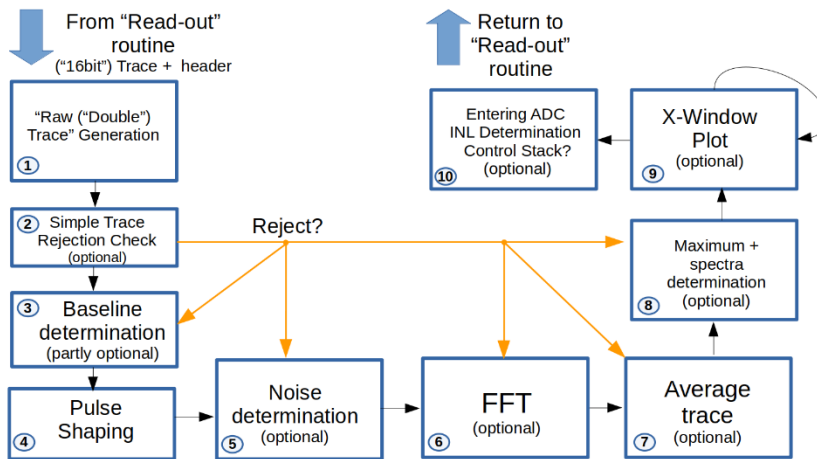 From “Read-out”
routine
(“16bit”) Trace + header
Return to
“Read-out”
routine
“Raw (“Double”)
Trace” Generation
1
Entering ADC
INL Determination
Control Stack?
(optional)
10
X-Window
Plot
(optional)
9
2
Simple Trace
Rejection Check
(optional)
Reject?
Maximum +
spectra
determination
(optional)
8
3
Baseline
determination
(partly optional)
Pulse
Shaping
4
Noise
determination
(optional)
5
FFT
(optional)
6
Average
trace
(optional)
7